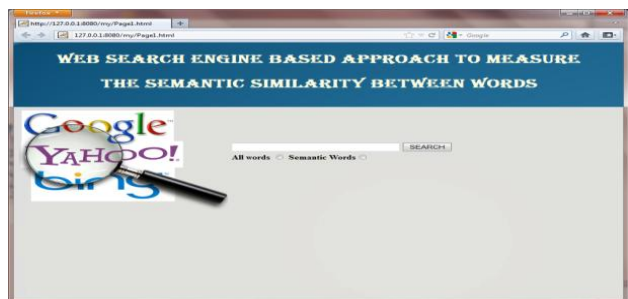 Firefox
http://127.0.0.1:8080/my/Page1.html
127.0.0.1:8080/my/Page1.html
Google
WEB SEARCH ENGINE BASED APPROACH TO MEASURE
THE SEMANTIC SIMILARITY BETWEEN WORDS
Google
YAHOO!
bing
SEARCH
All words Semantic Words